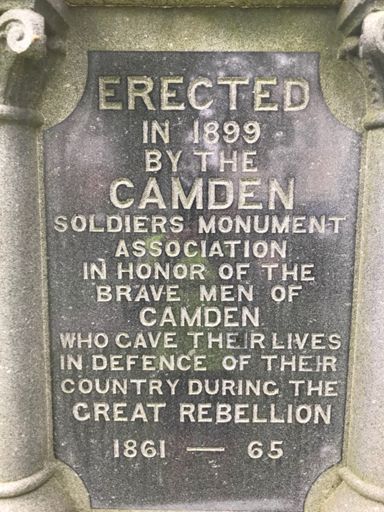 ERECTED
IN 1899
BY THE
CAMDEN
SOLDIERS MONUMENT
ASSOCIATION
IN HONOR OF THE
BRAVE MEN OF
CAMDEN
WHO GAVE THEIR LIVES
IN DEFENCE OF THEIR
COUNTRY DURING THE
GREAT REBELLION
1861 — 65